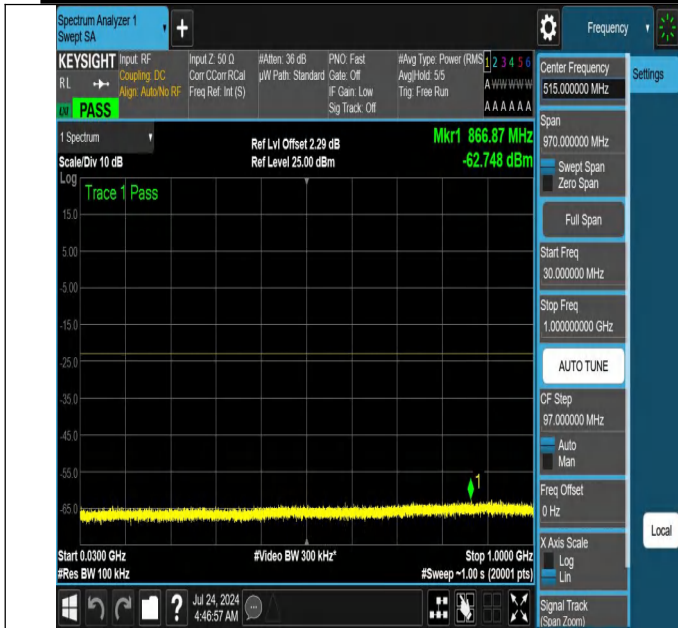 Spectrum Analyzer 1
Swept SA
+
Frequency
KEYSIGHT
RL
LXI
PASS
Input: RF
Coupling: DC
Align: Auto/No RF
Input Z: 50 Ω
Corr CCorr RCal
Freq Ref: Int (S)
#Atten: 36 dB
µW Path: Standard
PNO: Fast
Gate: Off
IF Gain: Low
Sig Track: Off
#Avg Type: Power (RMS
Avg|Hold: 5/5
Trig: Free Run
1 2 3 4 5 6
A W W W W W
A A A A A A
1 Spectrum
Scale/Div 10 dB
Ref Lvl Offset 2.29 dB
Ref Level 25.00 dBm
Mkr1 866.87 MHz
-62.748 dBm
Log
Trace 1 Pass
15.0
5.00
-5.00
-15.0
-25.0
-35.0
-45.0
-55.0
-65.0
1
Start 0.0300 GHz
#Res BW 100 kHz
#Video BW 300 kHz*
Stop 1.0000 GHz
#Sweep ~1.00 s (20001 pts)
Center Frequency
515.000000 MHz
Settings
Span
970.000000 MHz
Swept Span
Zero Span
Full Span
Start Freq
30.000000 MHz
Stop Freq
1.000000000 GHz
AUTO TUNE
CF Step
97.000000 MHz
Auto
Man
Freq Offset
0 Hz
X Axis Scale
Log
Lin
Local
Signal Track
(Span Zoom)
?
Jul 24, 2024
4:46:57 AM